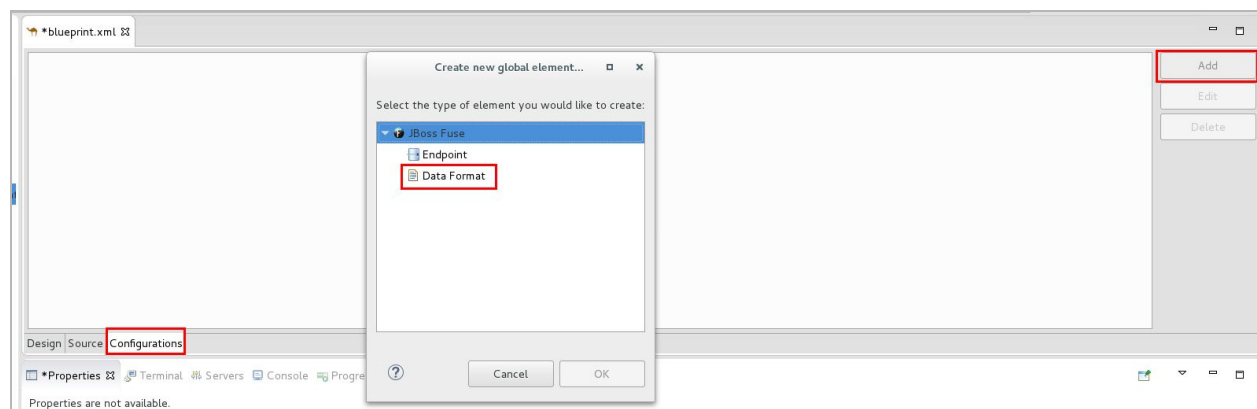 *blueprint.xml
Create new global element...
Add
Select the type of element you would like to create:
Edit
JBoss Fuse
Delete
Endpoint
Data Format
Design Source Configurations
*Properties Terminal Servers Console Progre
Cancel OK
Properties are not available.